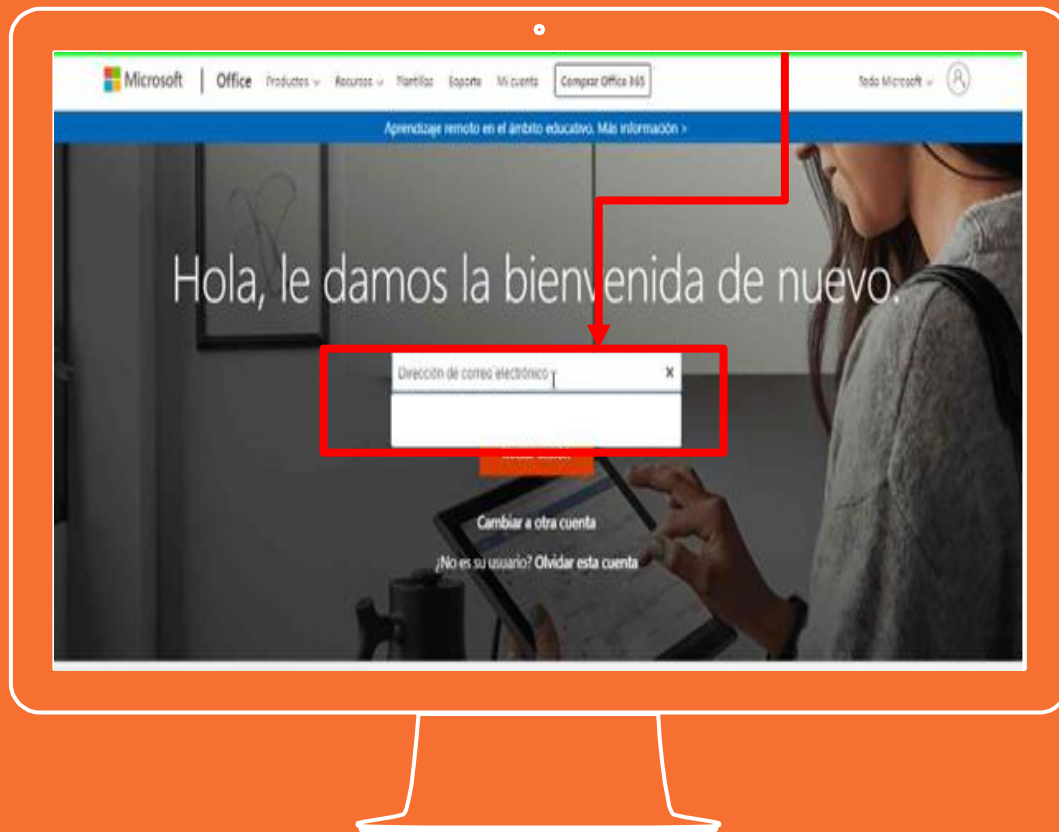 Microsoft | Office Productos Recursos Plantillas Soporte Mi cuenta Comprar Office 365 Todo Microsoft
Aprendizaje remoto en el ámbito educativo. Más información >
Hola, le damos la bienvenida de nuevo.
Dirección de correo electrónico X
Cambiar a otra cuenta
¿No es su usuario? Olvidar esta cuenta